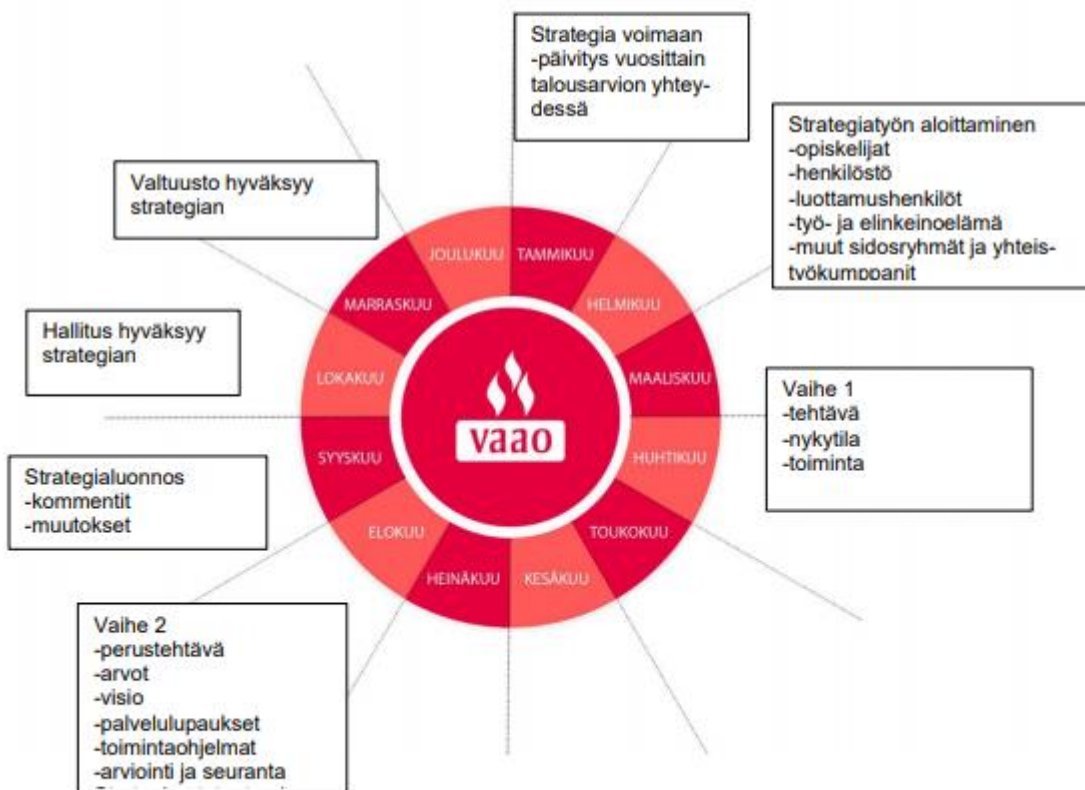 Strategia voimaan
-päivitys vuosittain
talousarvion yhtey-
dessä
Strategiatyön aloittaminen
-opiskelijat
-henkilöstö
-luottamushenkilöt
-työ- ja elinkeinoelämä
-muut sidosryhmät ja yhteis-
työkumppanit
Valtuusto hyväksyy
strategian
Hallitus hyväksyy
strategian
Strategialuonnos
-kommentit
-muutokset
Vaihe 1
-tehtävä
-nykytila
-toiminta
Vaihe 2
-perustehtävä
-arvot
-visio
-palvelulupaukset
-toimintaohjelmat
-arviointi ja seuranta
TAMMIKUU
HELMIKUU
MAALISKUU
HUHTIKUU
TOUKOKUU
KESÄKUU
HEINÄKUU
ELOKUU
SYYSKUU
LOKAKUU
MARRASKUU
JOULUKUU
vaao